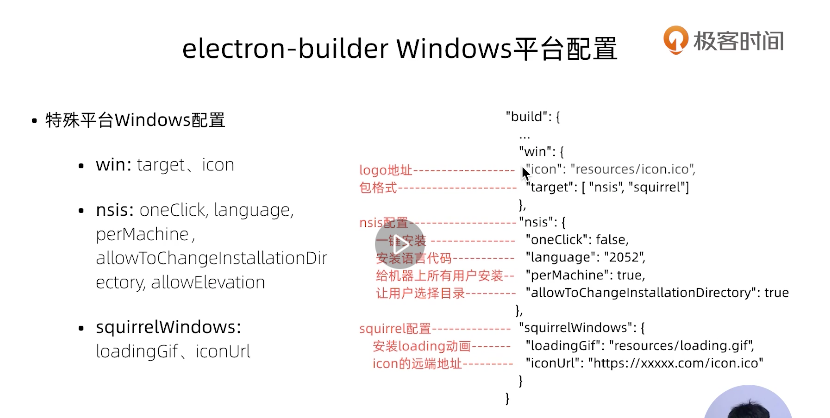 electron-builder Windows平台配置
极客时间
• 特殊平台Windows配置
• win: target、icon
• nsis: oneClick, language,
perMachine,
allowToChangeInstallationDir
ectory, allowElevation
• squirrelWindows:
loadingGif、iconUrl
"build": {
...
"win": {
logo地址------------------ "icon": "resources/icon.ico",
包格式-------------------- "target": [ "nsis", "squirrel"]
},
nsis配置------------------ "nsis": {
一键安装 -------------- "oneClick": false,
安装语言代码----------- "language": "2052",
给机器上所有用户安装-- "perMachine": true,
让用户选择目录--------- "allowToChangeInstallationDirectory": true
},
squirrel配置-------------- "squirrelWindows": {
安装loading动画------- "loadingGif": "resources/loading.gif",
icon的远端地址--------- "iconUrl": "https://xxxxx.com/icon.ico"
}
}